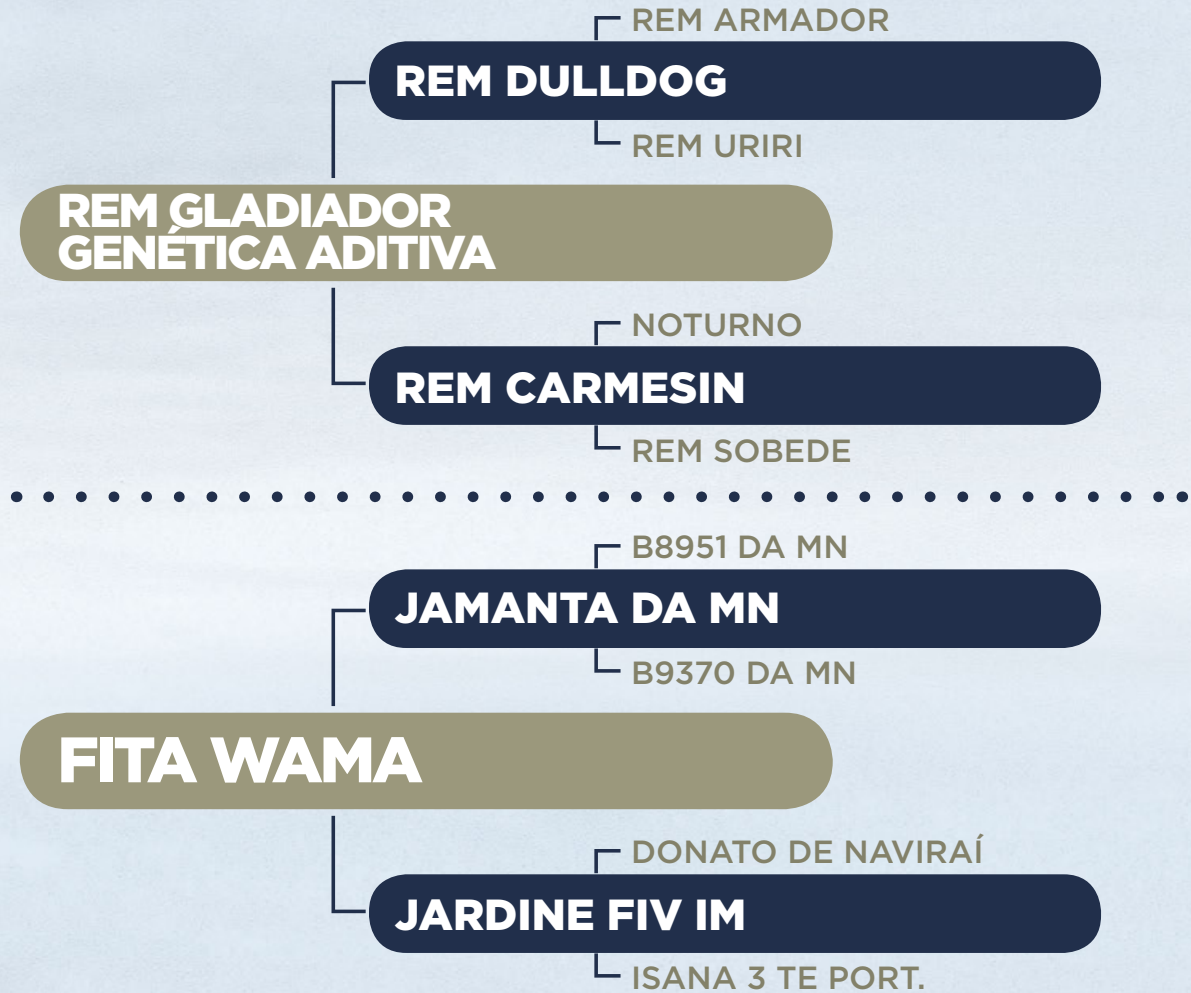 REM ARMADOR
REM DULLDOG
REM URIRI
REM GLADIADOR
GENÉTICA ADITIVA
NOTURNO
REM CARMESIN
REM SOBEDE
B8951 DA MN
JAMANTA DA MN
B9370 DA MN
FITA WAMA
DONATO DE NAVIRAÍ
JARDINE FIV IM
ISANA 3 TE PORT.